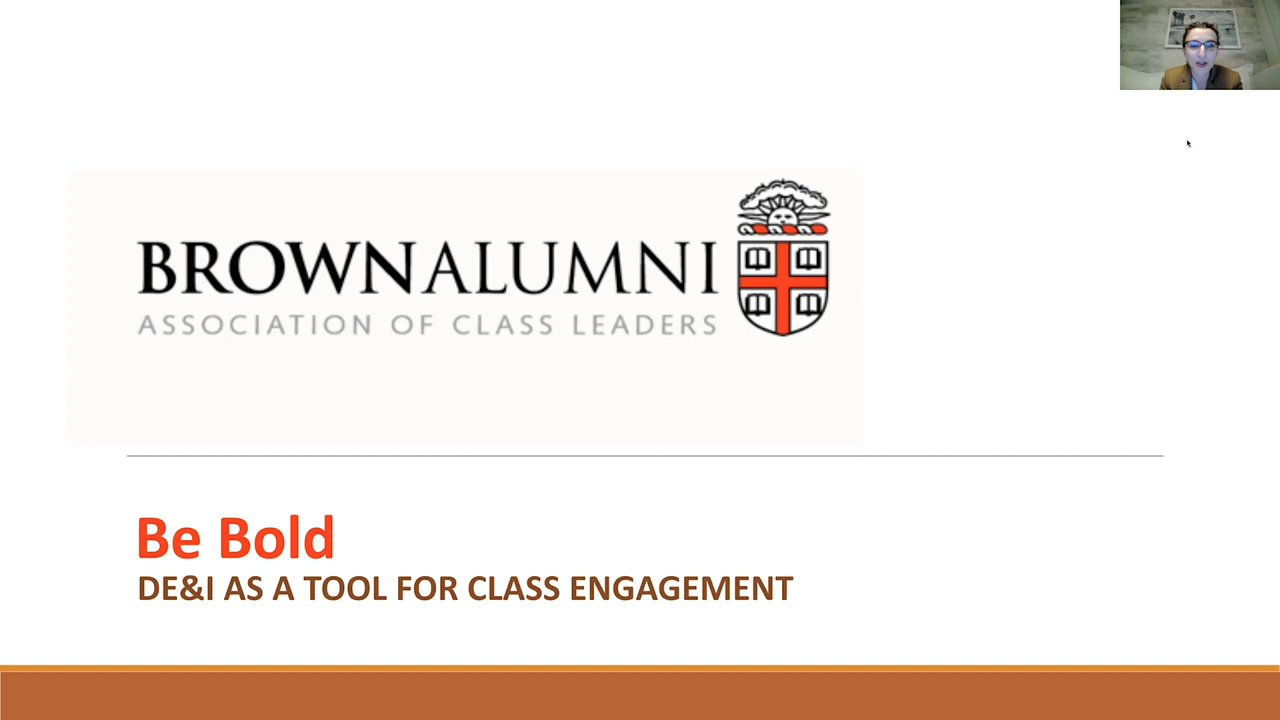 BROWNALUMNI
ASSOCIATION OF CLASS LEADERS
Be Bold
DE&I AS A TOOL FOR CLASS ENGAGEMENT